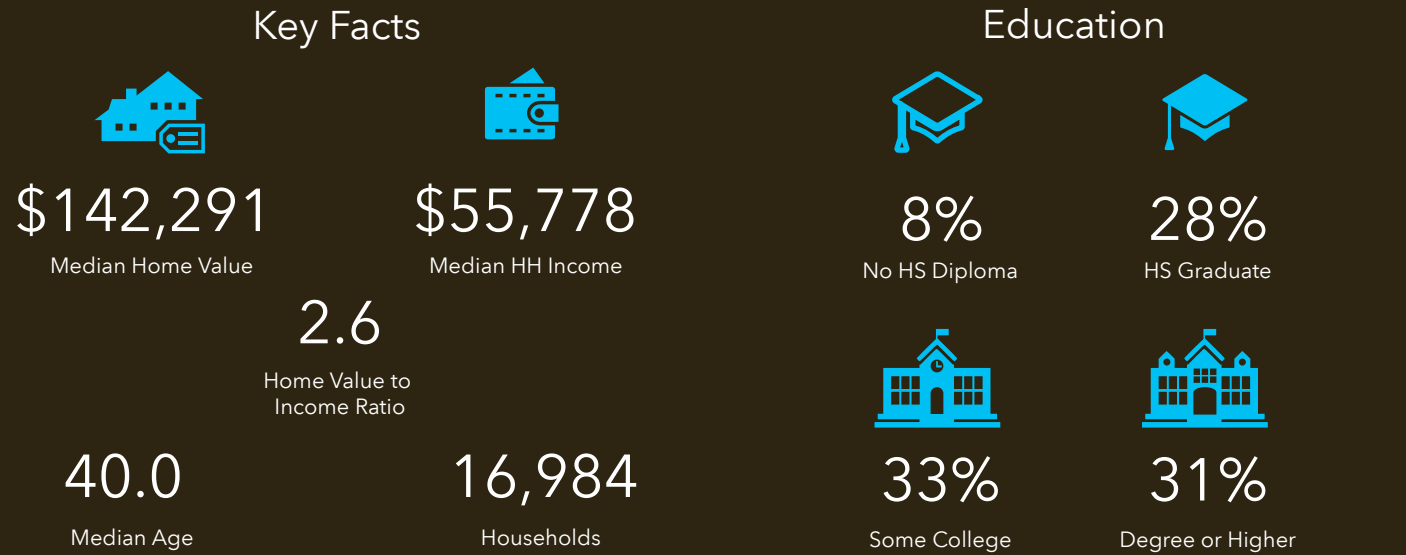 Key Facts
$142,291
Median Home Value
$55,778
Median HH Income
2.6
Home Value to
Income Ratio
40.0
Median Age
16,984
Households
Education
8%
No HS Diploma
28%
HS Graduate
33%
Some College
31%
Degree or Higher